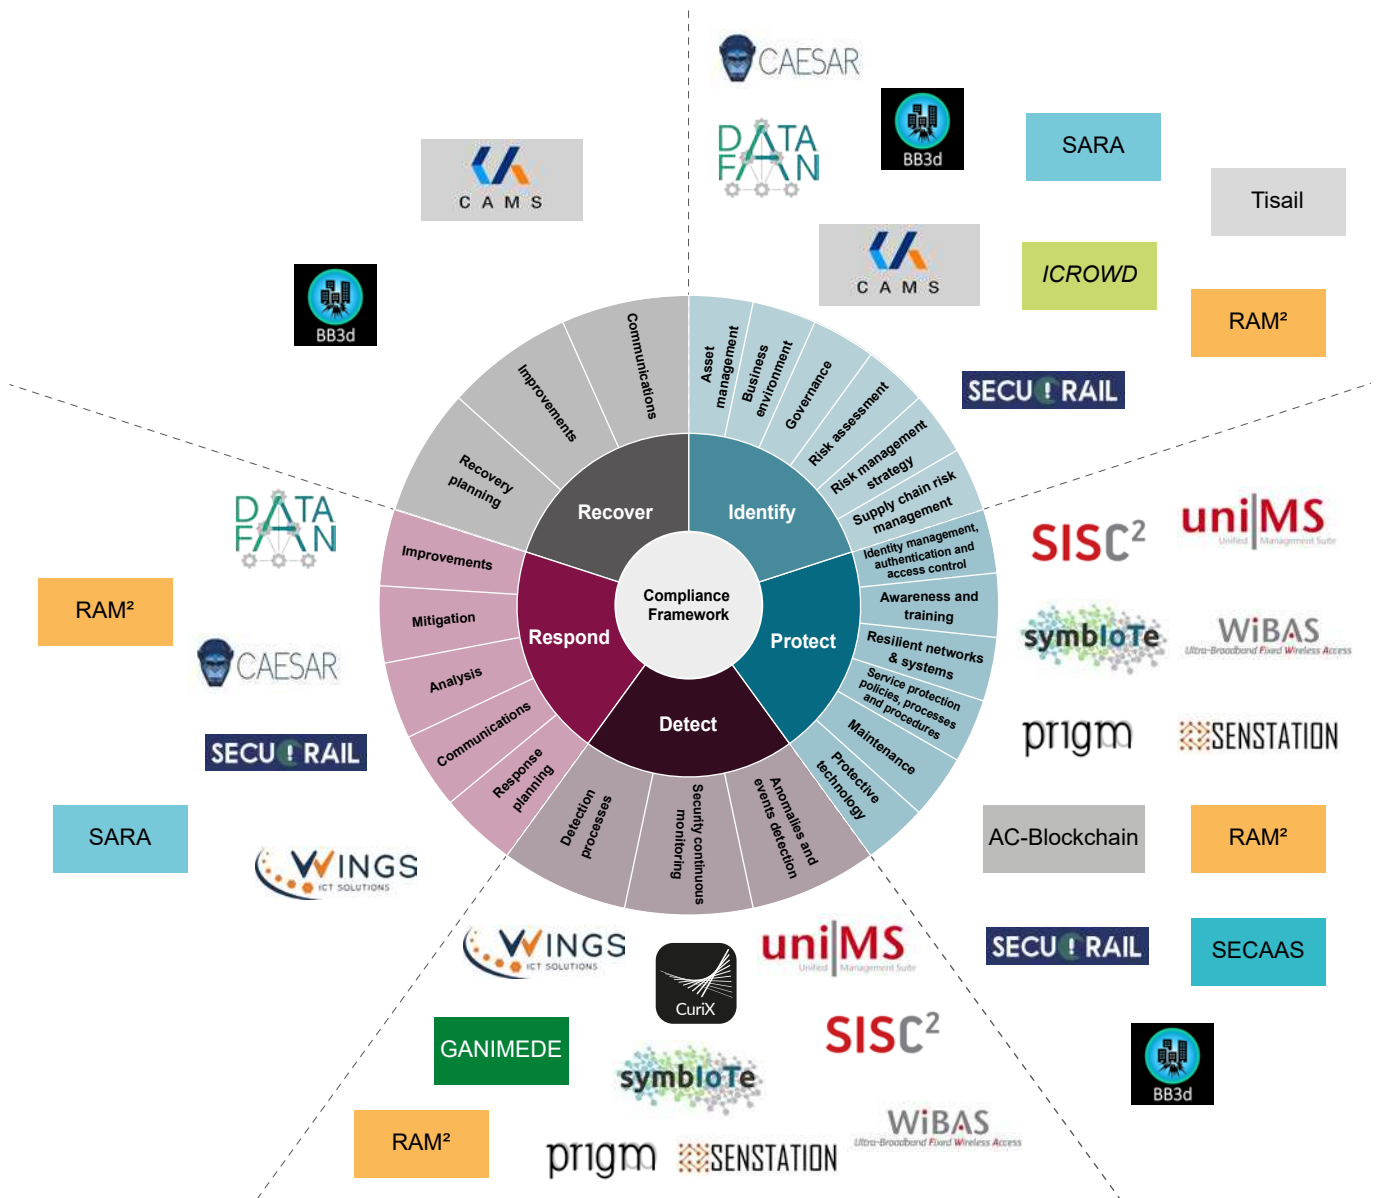 CAESAR
DATA
FAN
BB3d
SARA
Tisail
CAMS
ICROWD
RAM²
SECU!RAIL
CAMS
BB3d
Communications
Improvements
Recovery
planning
Recover
Asset
management
Business
environment
Governance
Risk assessment
Risk management
strategy
Supply chain risk
management
Identify
Compliance
Framework
Identity management,
authentication and
access control
Awareness and
training
Resilient networks
& systems
Service protection
policies, processes
and procedures
Maintenance
Protective
technology
Protect
SISC²
uni|MS
Unified Management Suite
symbIoTe
WiBAS
Ultra-Broadband Fixed Wireless Access
prigm
SENSTATION
AC-Blockchain
RAM²
SECU!RAIL
SECAAS
BB3d
Detect
Anomalies and
events detection
Security continuous
monitoring
Detection
processes
WINGS
ICT SOLUTIONS
CuriX
uni|MS
Unified Management Suite
GANIMEDE
symbIoTe
SISC²
RAM²
prigm
SENSTATION
WiBAS
Ultra-Broadband Fixed Wireless Access
Respond
Improvements
Mitigation
Analysis
Communications
Response
planning
DATA
FAN
RAM²
CAESAR
SECU!RAIL
SARA
WINGS
ICT SOLUTIONS